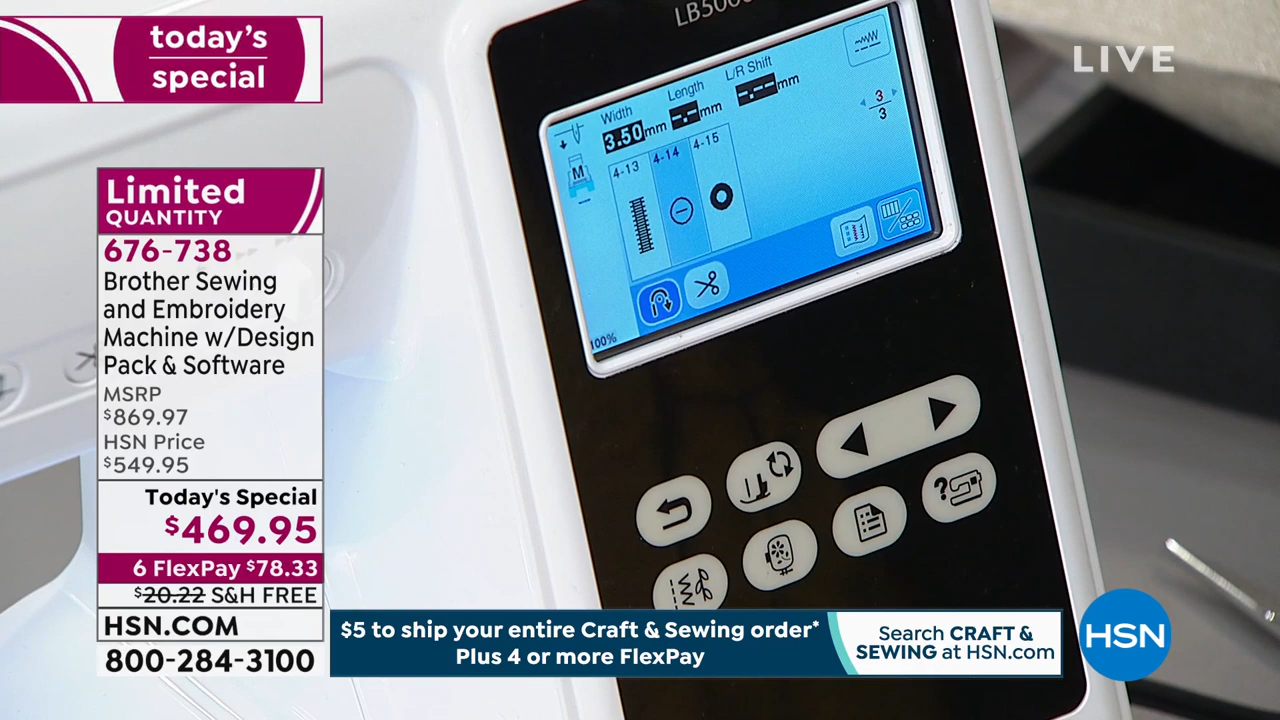 today's
special
LIVE
Limited
QUANTITY
676-738
Brother Sewing
and Embroidery
Machine w/Design
Pack & Software
MSRP
$869.97
HSN Price
$549.95
Today's Special
$469.95
6 FlexPay $78.33
$20.22 S&H FREE
HSN.COM
800-284-3100
Width
3.50mm
Length
-.--mm
L/R Shift
-.--mm
3
3
M
4-13
4-14
4-15
100%
?
$5 to ship your entire Craft & Sewing order*
Plus 4 or more FlexPay
Search CRAFT &
SEWING at HSN.com
HSN